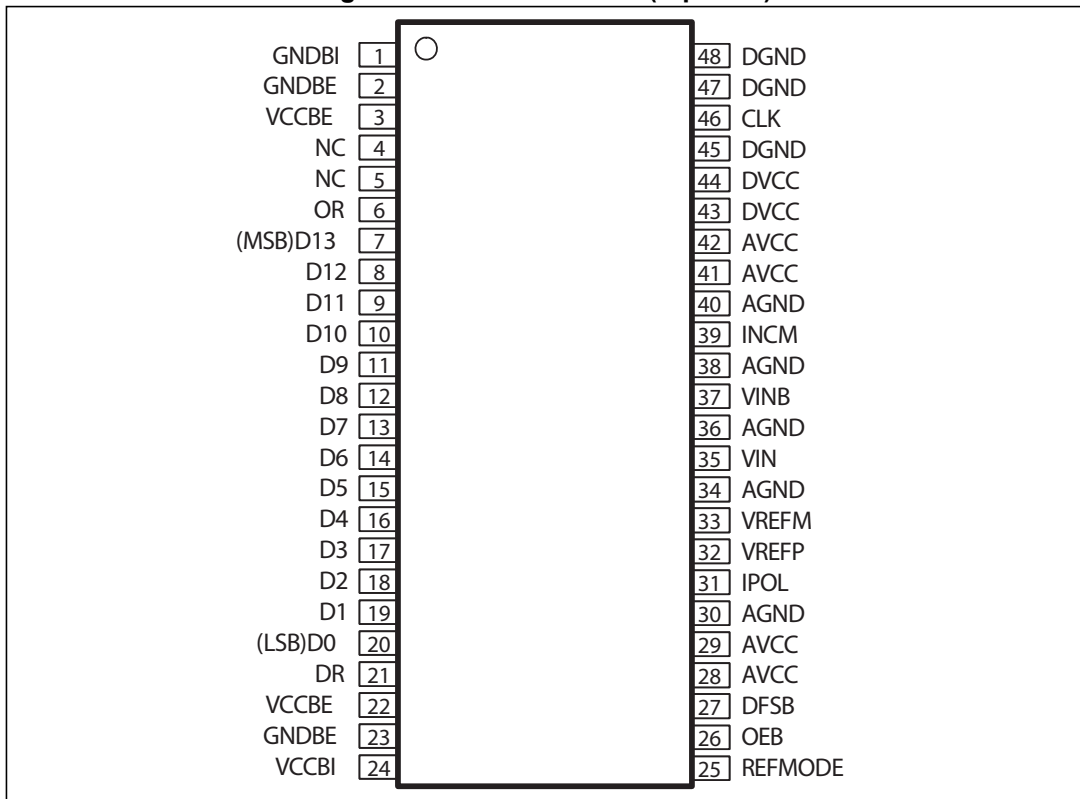 GNDBI 1
GNDBE 2
VCCBE 3
NC 4
NC 5
OR 6
(MSB)D13 7
D12 8
D11 9
D10 10
D9 11
D8 12
D7 13
D6 14
D5 15
D4 16
D3 17
D2 18
D1 19
(LSB)D0 20
DR 21
VCCBE 22
GNDBE 23
VCCBI 24
48 DGND
47 DGND
46 CLK
45 DGND
44 DVCC
43 DVCC
42 AVCC
41 AVCC
40 AGND
39 INCM
38 AGND
37 VINB
36 AGND
35 VIN
34 AGND
33 VREFM
32 VREFP
31 IPOL
30 AGND
29 AVCC
28 AVCC
27 DFSB
26 OEB
25 REFMODE